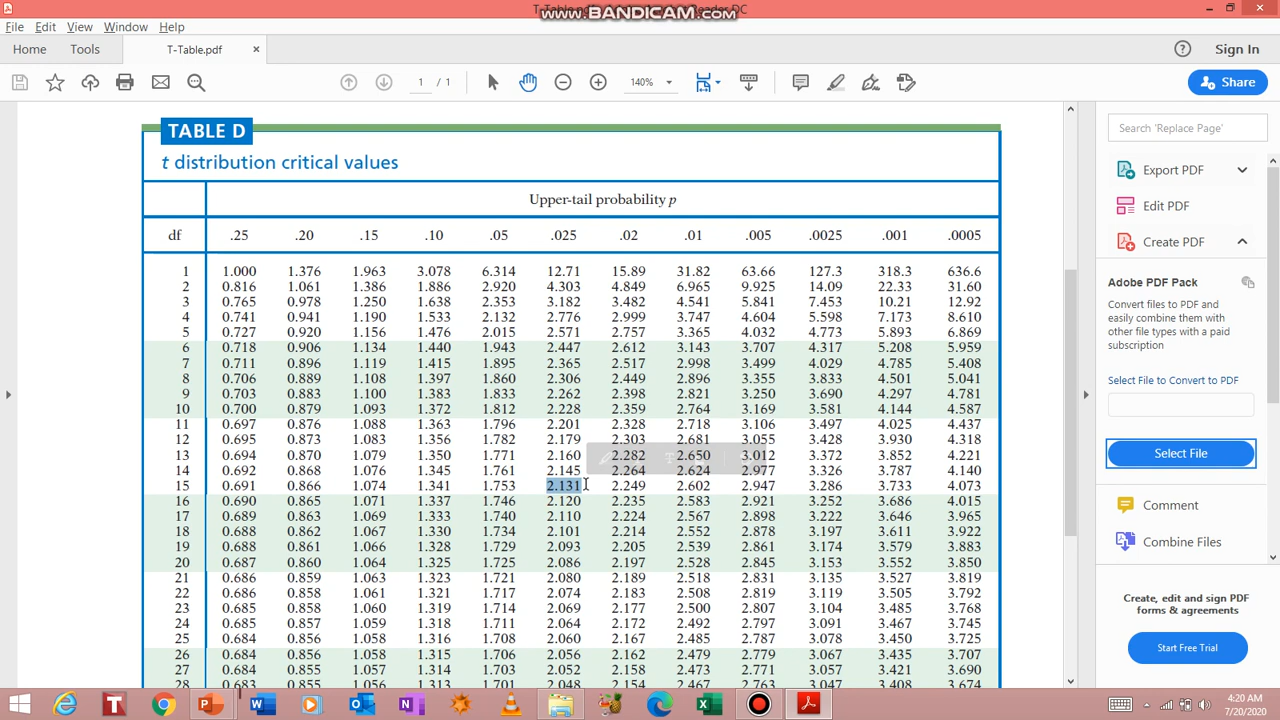 www.BANDICAM.com
File Edit View Window Help
Home Tools T-Table.pdf × Sign In
1 / 1 140% Share
TABLE D
t distribution critical values
Upper-tail probability p
df .25 .20 .15 .10 .05 .025 .02 .01 .005 .0025 .001 .0005
1 1.000 1.376 1.963 3.078 6.314 12.71 15.89 31.82 63.66 127.3 318.3 636.6
2 0.816 1.061 1.386 1.886 2.920 4.303 4.849 6.965 9.925 14.09 22.33 31.60
3 0.765 0.978 1.250 1.638 2.353 3.182 3.482 4.541 5.841 7.453 10.21 12.92
4 0.741 0.941 1.190 1.533 2.132 2.776 2.999 3.747 4.604 5.598 7.173 8.610
5 0.727 0.920 1.156 1.476 2.015 2.571 2.757 3.365 4.032 4.773 5.893 6.869
6 0.718 0.906 1.134 1.440 1.943 2.447 2.612 3.143 3.707 4.317 5.208 5.959
7 0.711 0.896 1.119 1.415 1.895 2.365 2.517 2.998 3.499 4.029 4.785 5.408
8 0.706 0.889 1.108 1.397 1.860 2.306 2.449 2.896 3.355 3.833 4.501 5.041
9 0.703 0.883 1.100 1.383 1.833 2.262 2.398 2.821 3.250 3.690 4.297 4.781
10 0.700 0.879 1.093 1.372 1.812 2.228 2.359 2.764 3.169 3.581 4.144 4.587
11 0.697 0.876 1.088 1.363 1.796 2.201 2.328 2.718 3.106 3.497 4.025 4.437
12 0.695 0.873 1.083 1.356 1.782 2.179 2.303 2.681 3.055 3.428 3.930 4.318
13 0.694 0.870 1.079 1.350 1.771 2.160 2.282 2.650 3.012 3.372 3.852 4.221
14 0.692 0.868 1.076 1.345 1.761 2.145 2.264 2.624 2.977 3.326 3.787 4.140
15 0.691 0.866 1.074 1.341 1.753 2.131 2.249 2.602 2.947 3.286 3.733 4.073
16 0.690 0.865 1.071 1.337 1.746 2.120 2.235 2.583 2.921 3.252 3.686 4.015
17 0.689 0.863 1.069 1.333 1.740 2.110 2.224 2.567 2.898 3.222 3.646 3.965
18 0.688 0.862 1.067 1.330 1.734 2.101 2.214 2.552 2.878 3.197 3.611 3.922
19 0.688 0.861 1.066 1.328 1.729 2.093 2.205 2.539 2.861 3.174 3.579 3.883
20 0.687 0.860 1.064 1.325 1.725 2.086 2.197 2.528 2.845 3.153 3.552 3.850
21 0.686 0.859 1.063 1.323 1.721 2.080 2.189 2.518 2.831 3.135 3.527 3.819
22 0.686 0.858 1.061 1.321 1.717 2.074 2.183 2.508 2.819 3.119 3.505 3.792
23 0.685 0.858 1.060 1.319 1.714 2.069 2.177 2.500 2.807 3.104 3.485 3.768
24 0.685 0.857 1.059 1.318 1.711 2.064 2.172 2.492 2.797 3.091 3.467 3.745
25 0.684 0.856 1.058 1.316 1.708 2.060 2.167 2.485 2.787 3.078 3.450 3.725
26 0.684 0.856 1.058 1.315 1.706 2.056 2.162 2.479 2.779 3.067 3.435 3.707
27 0.684 0.855 1.057 1.314 1.703 2.052 2.158 2.473 2.771 3.057 3.421 3.690
28 0.683 0.855 1.056 1.313 1.701 2.048 2.154 2.467 2.763 3.047 3.408 3.674
Search 'Replace Page'
Export PDF
Edit PDF
Create PDF
Adobe PDF Pack
Convert files to PDF and
easily combine them with
other file types with a paid
subscription
Select File to Convert to PDF
Select File
Comment
Combine Files
Create, edit and sign PDF
forms & agreements
Start Free Trial
4:20 AM
7/20/2020